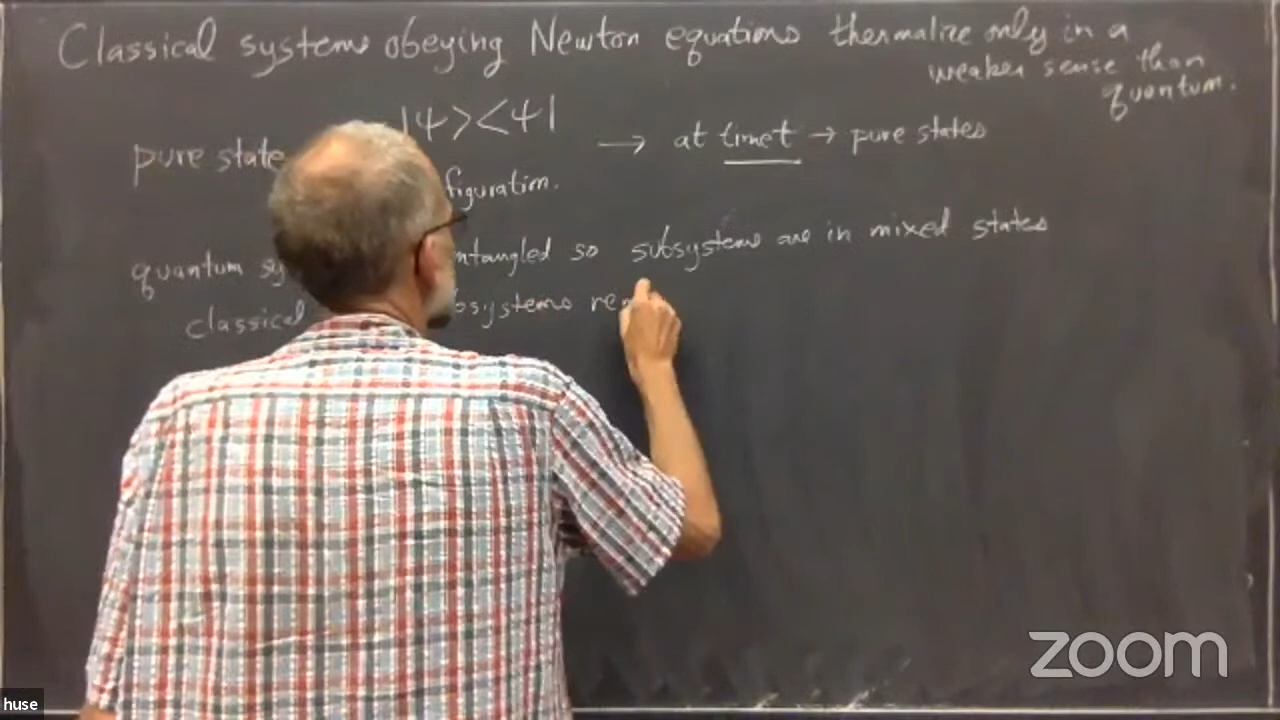 Classical systems obeying Newton equations thermalize only in a
weaker sense than
quantum.
|ψ><ψ|
pure state → at time t → pure states
figuration.
quantum sy ntangled so subsystems are in mixed states
classical bsystems re
zoom
huse